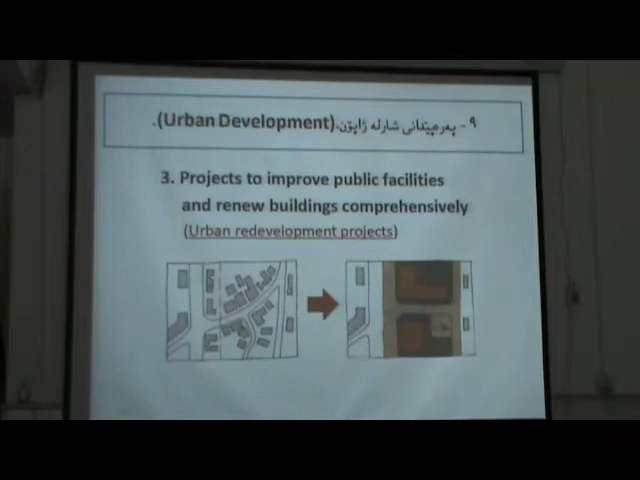 ٩ - پەرەپێدانی شارلە ژاپۆن.(Urban Development).
3. Projects to improve public facilities
and renew buildings comprehensively
(Urban redevelopment projects)